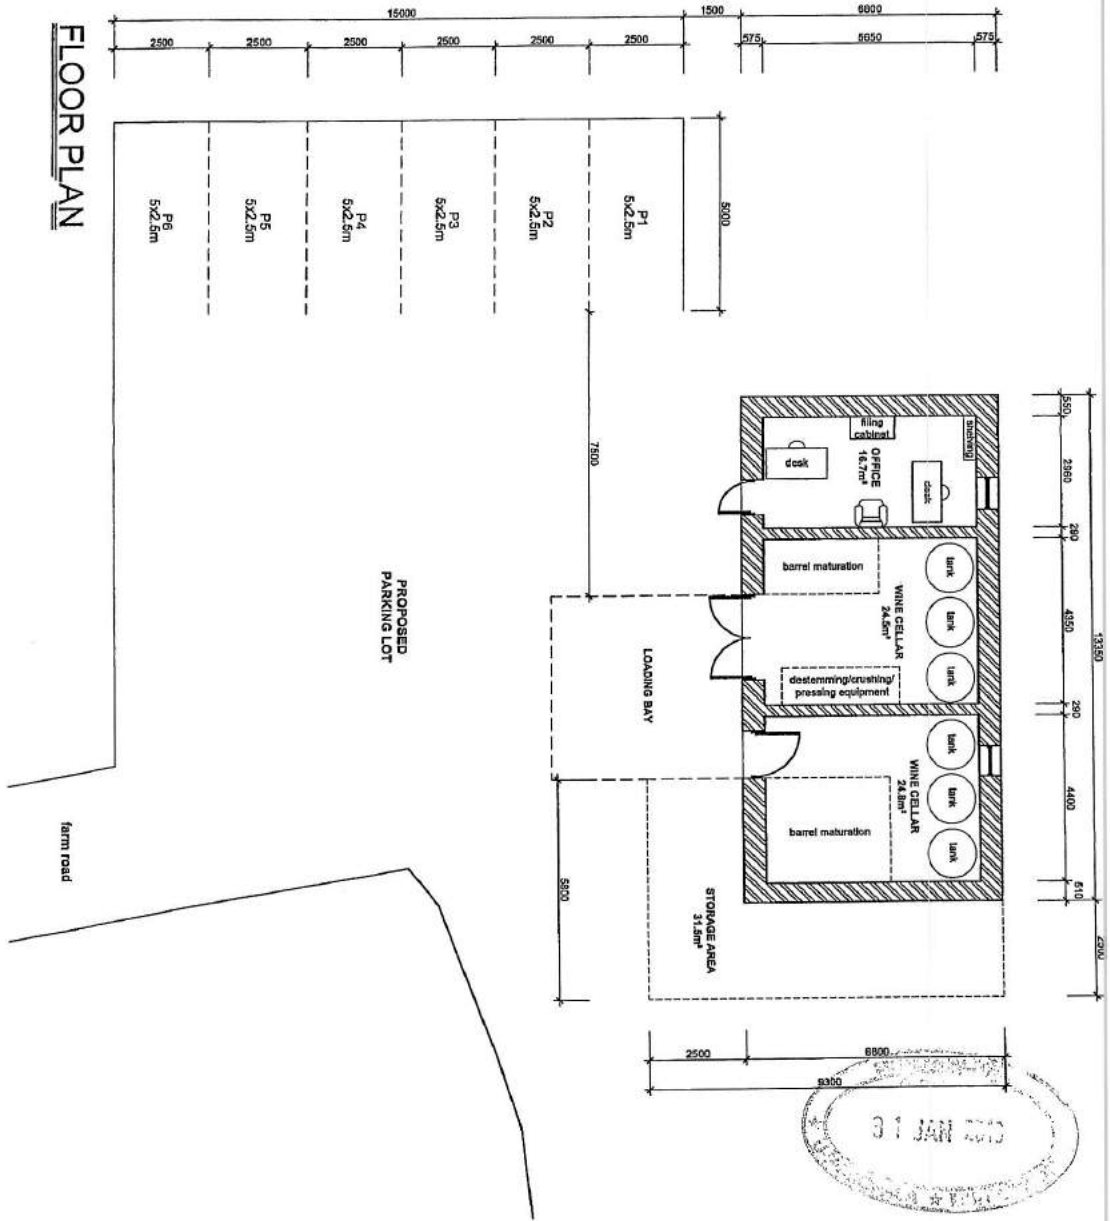 FLOOR PLAN
15000
1500
6800
2500
2500
2500
2500
2500
2500
575
5650
575
P6
5x2.5m
P5
5x2.5m
P4
5x2.5m
P3
5x2.5m
P2
5x2.5m
P1
5x2.5m
5000
7500
PROPOSED
PARKING LOT
farm road
LOADING BAY
5800
STORAGE AREA
31.5m²
OFFICE
16.7m²
filing
cabinet
shelving
desk
desk
WINE CELLAR
24.5m²
barrel maturation
destemming/crushing/
pressing equipment
tank
tank
tank
WINE CELLAR
24.8m²
barrel maturation
tank
tank
tank
550
2960
290
4350
290
4400
510
13350
2500
2500
6800
9300
JAN